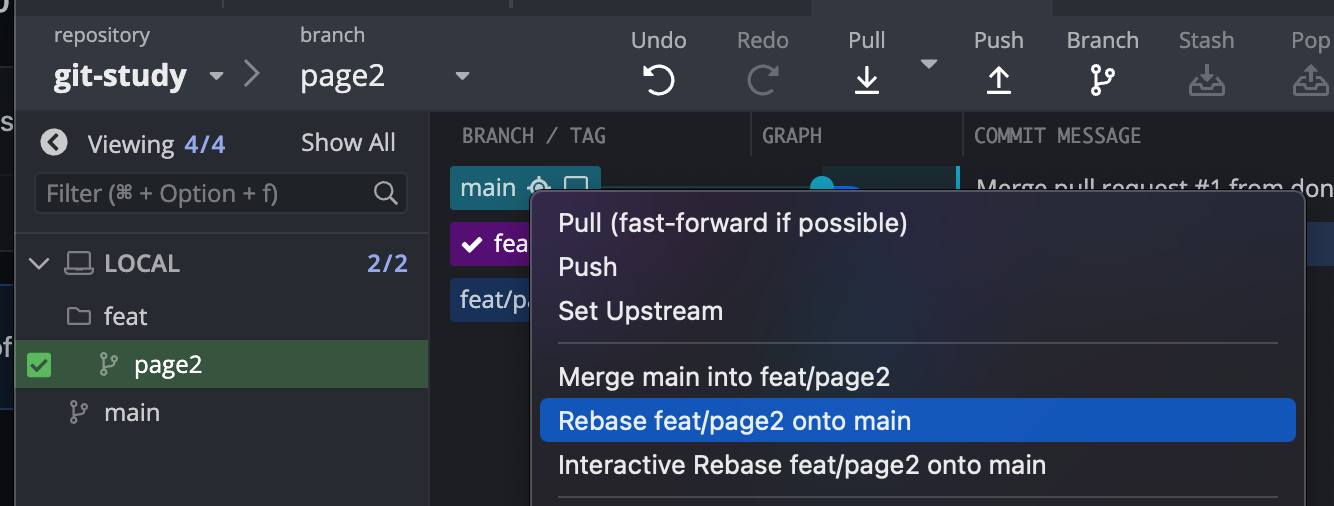 repository
git-study
branch
page2
Undo
Redo
Pull
Push
Branch
Stash
Pop
Viewing 4/4
Show All
Filter (⌘ + Option + f)
LOCAL 2/2
feat
page2
main
BRANCH / TAG
GRAPH
COMMIT MESSAGE
main
Merge pull request #1 from don
fea
feat/pa
Pull (fast-forward if possible)
Push
Set Upstream
Merge main into feat/page2
Rebase feat/page2 onto main
Interactive Rebase feat/page2 onto main